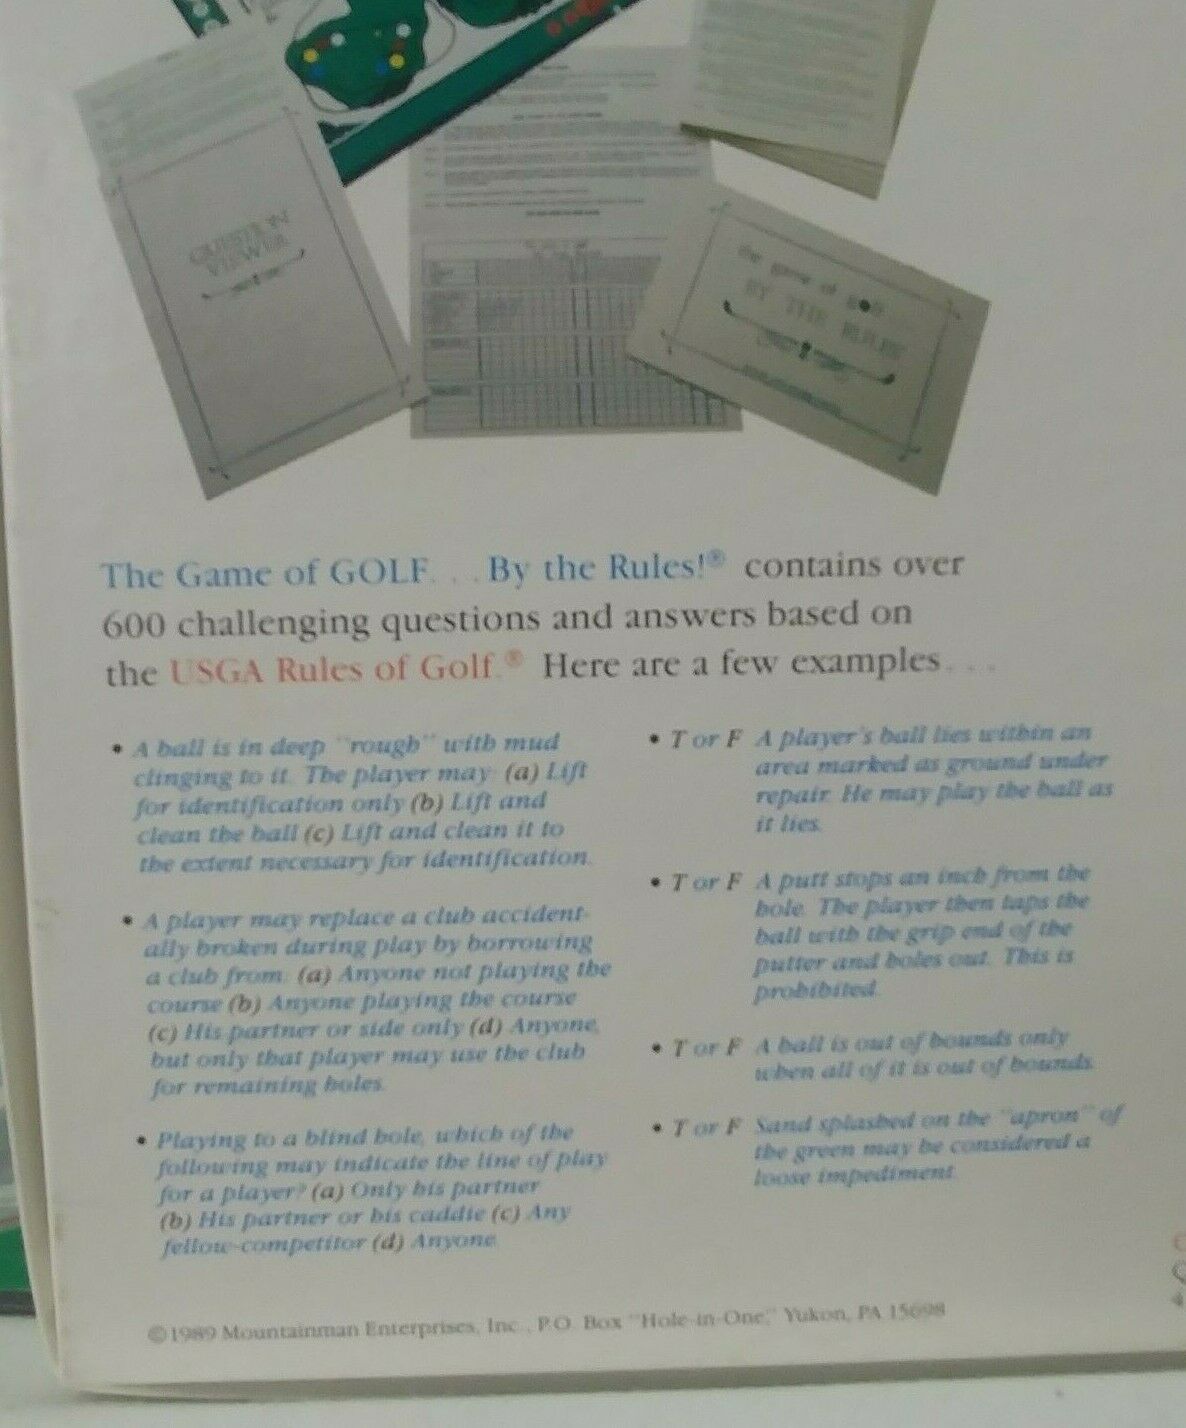 QUESTION
VIEWER
the game of golf
BY THE RULES
The Game of GOLF. . . By the Rules!® contains over
600 challenging questions and answers based on
the USGA Rules of Golf.® Here are a few examples. . .
• A ball is in deep "rough" with mud
clinging to it. The player may: (a) Lift
for identification only (b) Lift and
clean the ball (c) Lift and clean it to
the extent necessary for identification.
• A player may replace a club accident-
ally broken during play by borrowing
a club from: (a) Anyone not playing the
course (b) Anyone playing the course
(c) His partner or side only (d) Anyone,
but only that player may use the club
for remaining holes.
• Playing to a blind hole, which of the
following may indicate the line of play
for a player? (a) Only his partner
(b) His partner or his caddie (c) Any
fellow-competitor (d) Anyone.
• T or F A player's ball lies within an
area marked as ground under
repair. He may play the ball as
it lies.
• T or F A putt stops an inch from the
hole. The player then taps the
ball with the grip end of the
putter and holes out. This is
prohibited.
• T or F A ball is out of bounds only
when all of it is out of bounds.
• T or F Sand splashed on the "apron" of
the green may be considered a
loose impediment.
©1989 Mountainman Enterprises, Inc., P.O. Box "Hole-in-One," Yukon, PA 15698